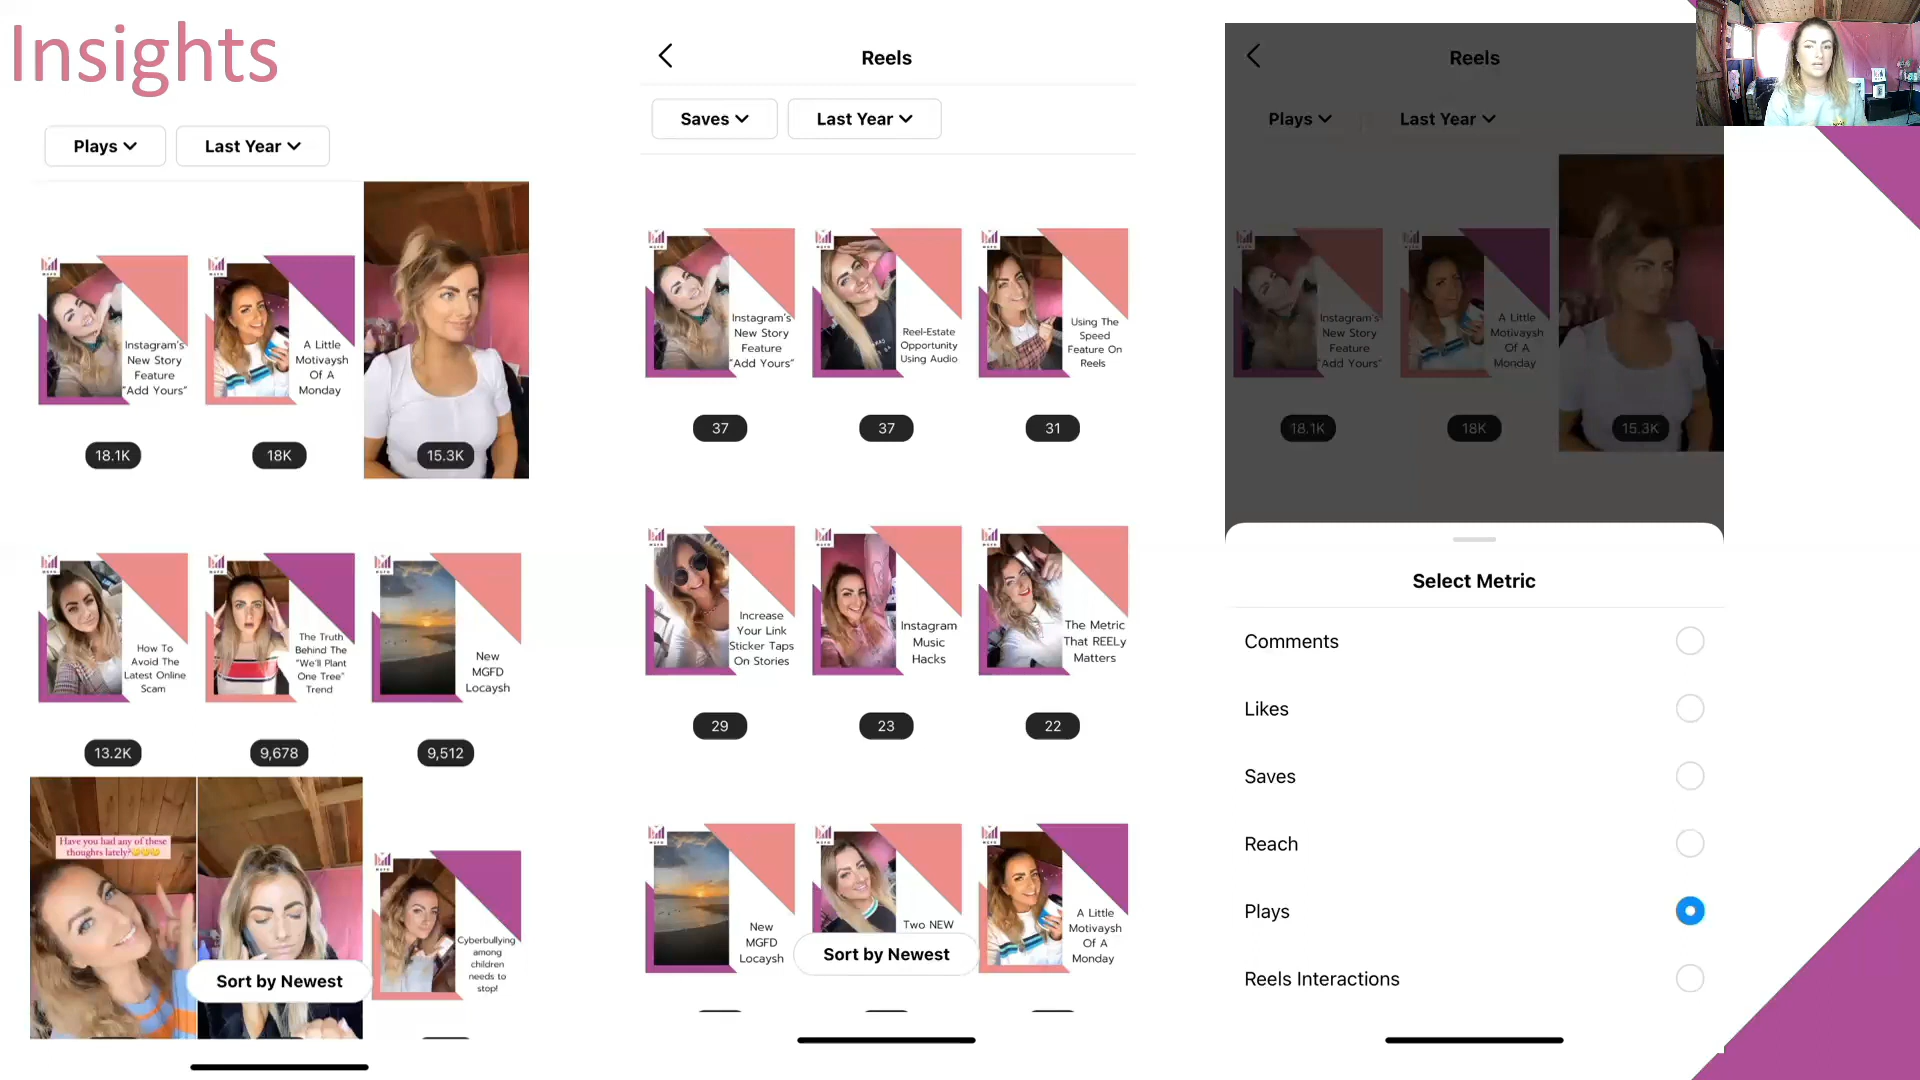 Insights
Plays
Last Year
Instagram's
New Story
Feature
"Add Yours"
18.1K
A Little
Motivaysh
Of A
Monday
18K
15.3K
How To
Avoid The
Latest Online
Scam
13.2K
The Truth
Behind The
"We'll Plant
One Tree"
Trend
9,678
New
MGFD
Locaysh
9,512
Have you had any of these
thoughts lately?
Cyberbullying
among
children
needs to
stop!
Sort by Newest
Reels
Saves
Last Year
Instagram's
New Story
Feature
"Add Yours"
37
Reel-Estate
Opportunity
Using Audio
37
Using The
Speed
Feature On
Reels
31
Increase
Your Link
Sticker Taps
On Stories
29
Instagram
Music
Hacks
23
The Metric
That REELy
Matters
22
New
MGFD
Locaysh
Two NEW
A Little
Motivaysh
Of A
Monday
Sort by Newest
Reels
Plays
Last Year
Instagram's
New Story
Feature
"Add Yours"
18.1K
A Little
Motivaysh
Of A
Monday
18K
15.3K
Select Metric
Comments
Likes
Saves
Reach
Plays
Reels Interactions